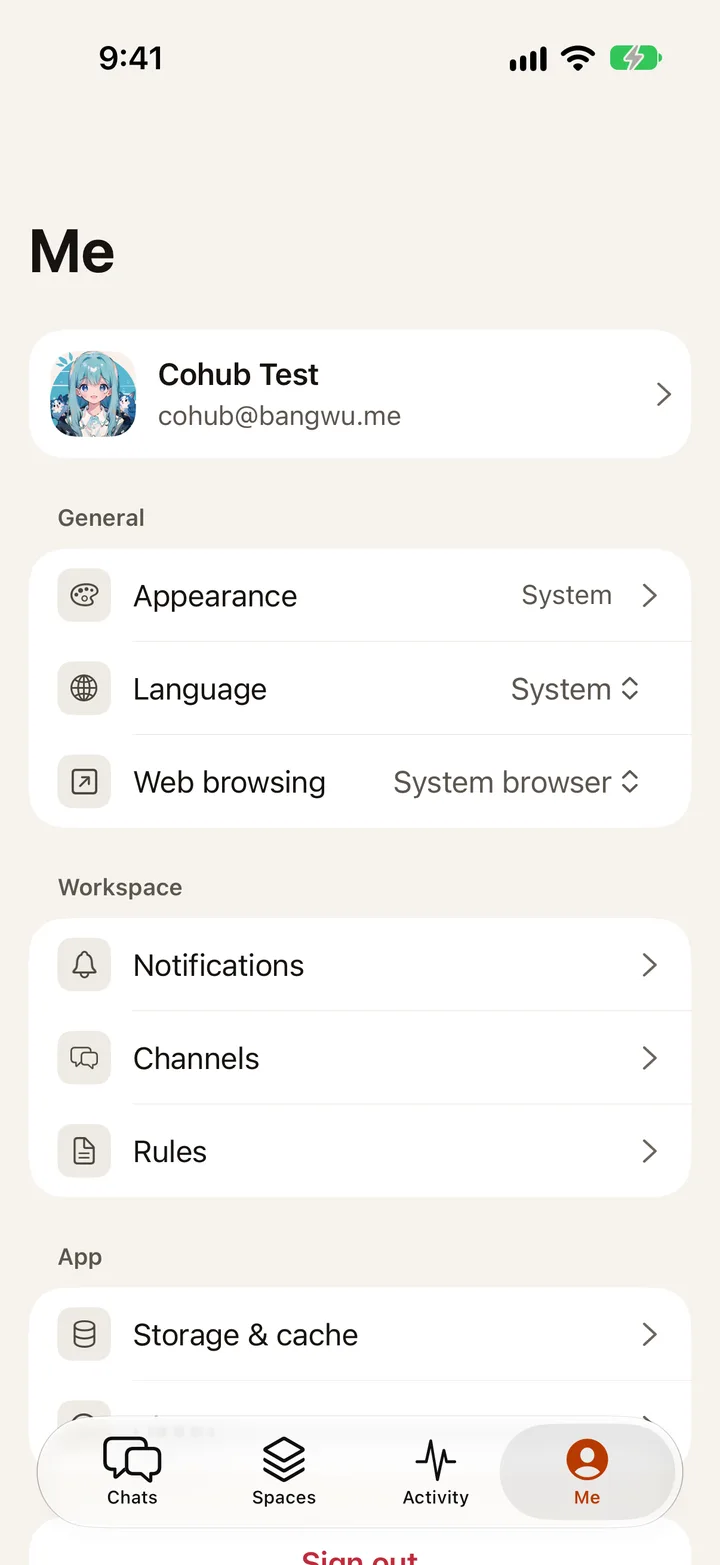 9:41
Me
Cohub Test
cohub@bangwu.me
General
Appearance
System
Language
System
Web browsing
System browser
Workspace
Notifications
Channels
Rules
App
Storage & cache
Chats
Spaces
Activity
Me
Sign out